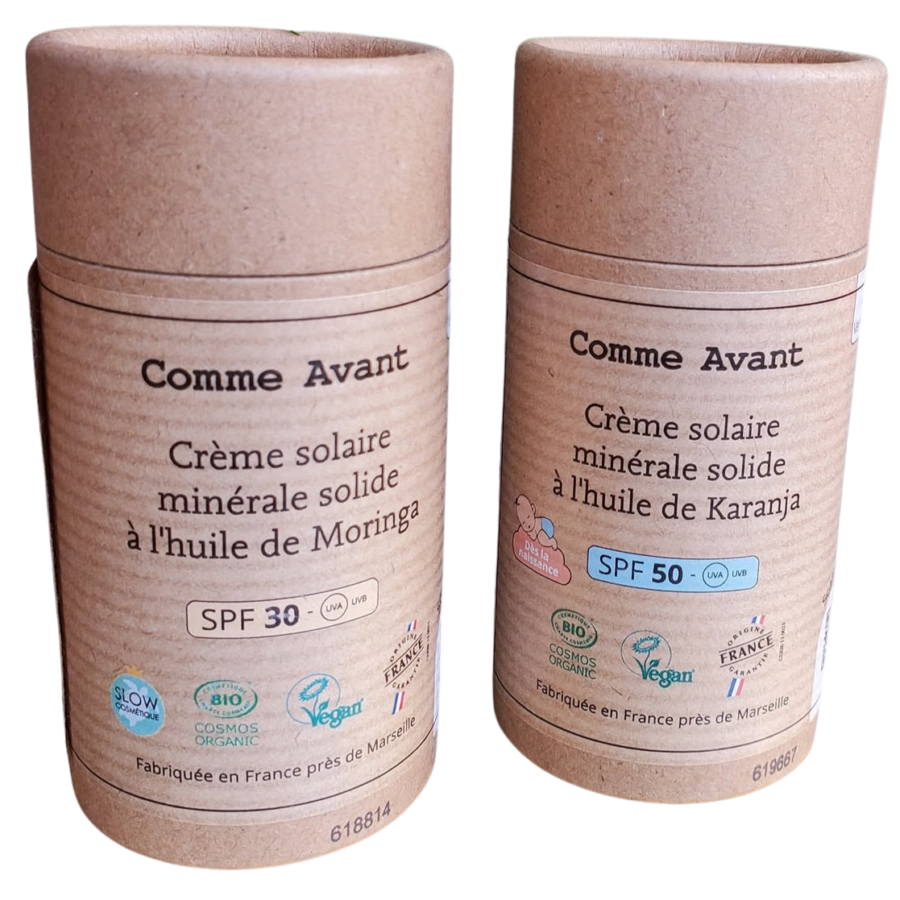 Comme Avant
Crème solaire
minérale solide
à l'huile de Moringa
SPF 30 - UVA UVB
SLOW
COSMÉTIQUE
COSMÉTIQUE
BIO
COSMOS
ORGANIC
Vegan
ORIGINE
FRANCE
GARANTIE
Fabriquée en France près de Marseille
618814
Comme Avant
Crème solaire
minérale solide
à l'huile de Karanja
Dès la
naissance
SPF 50 - UVA UVB
COSMÉTIQUE
BIO
COSMOS
ORGANIC
Vegan
ORIGINE
FRANCE
GARANTIE
Fabriquée en France près de Marseille
619667